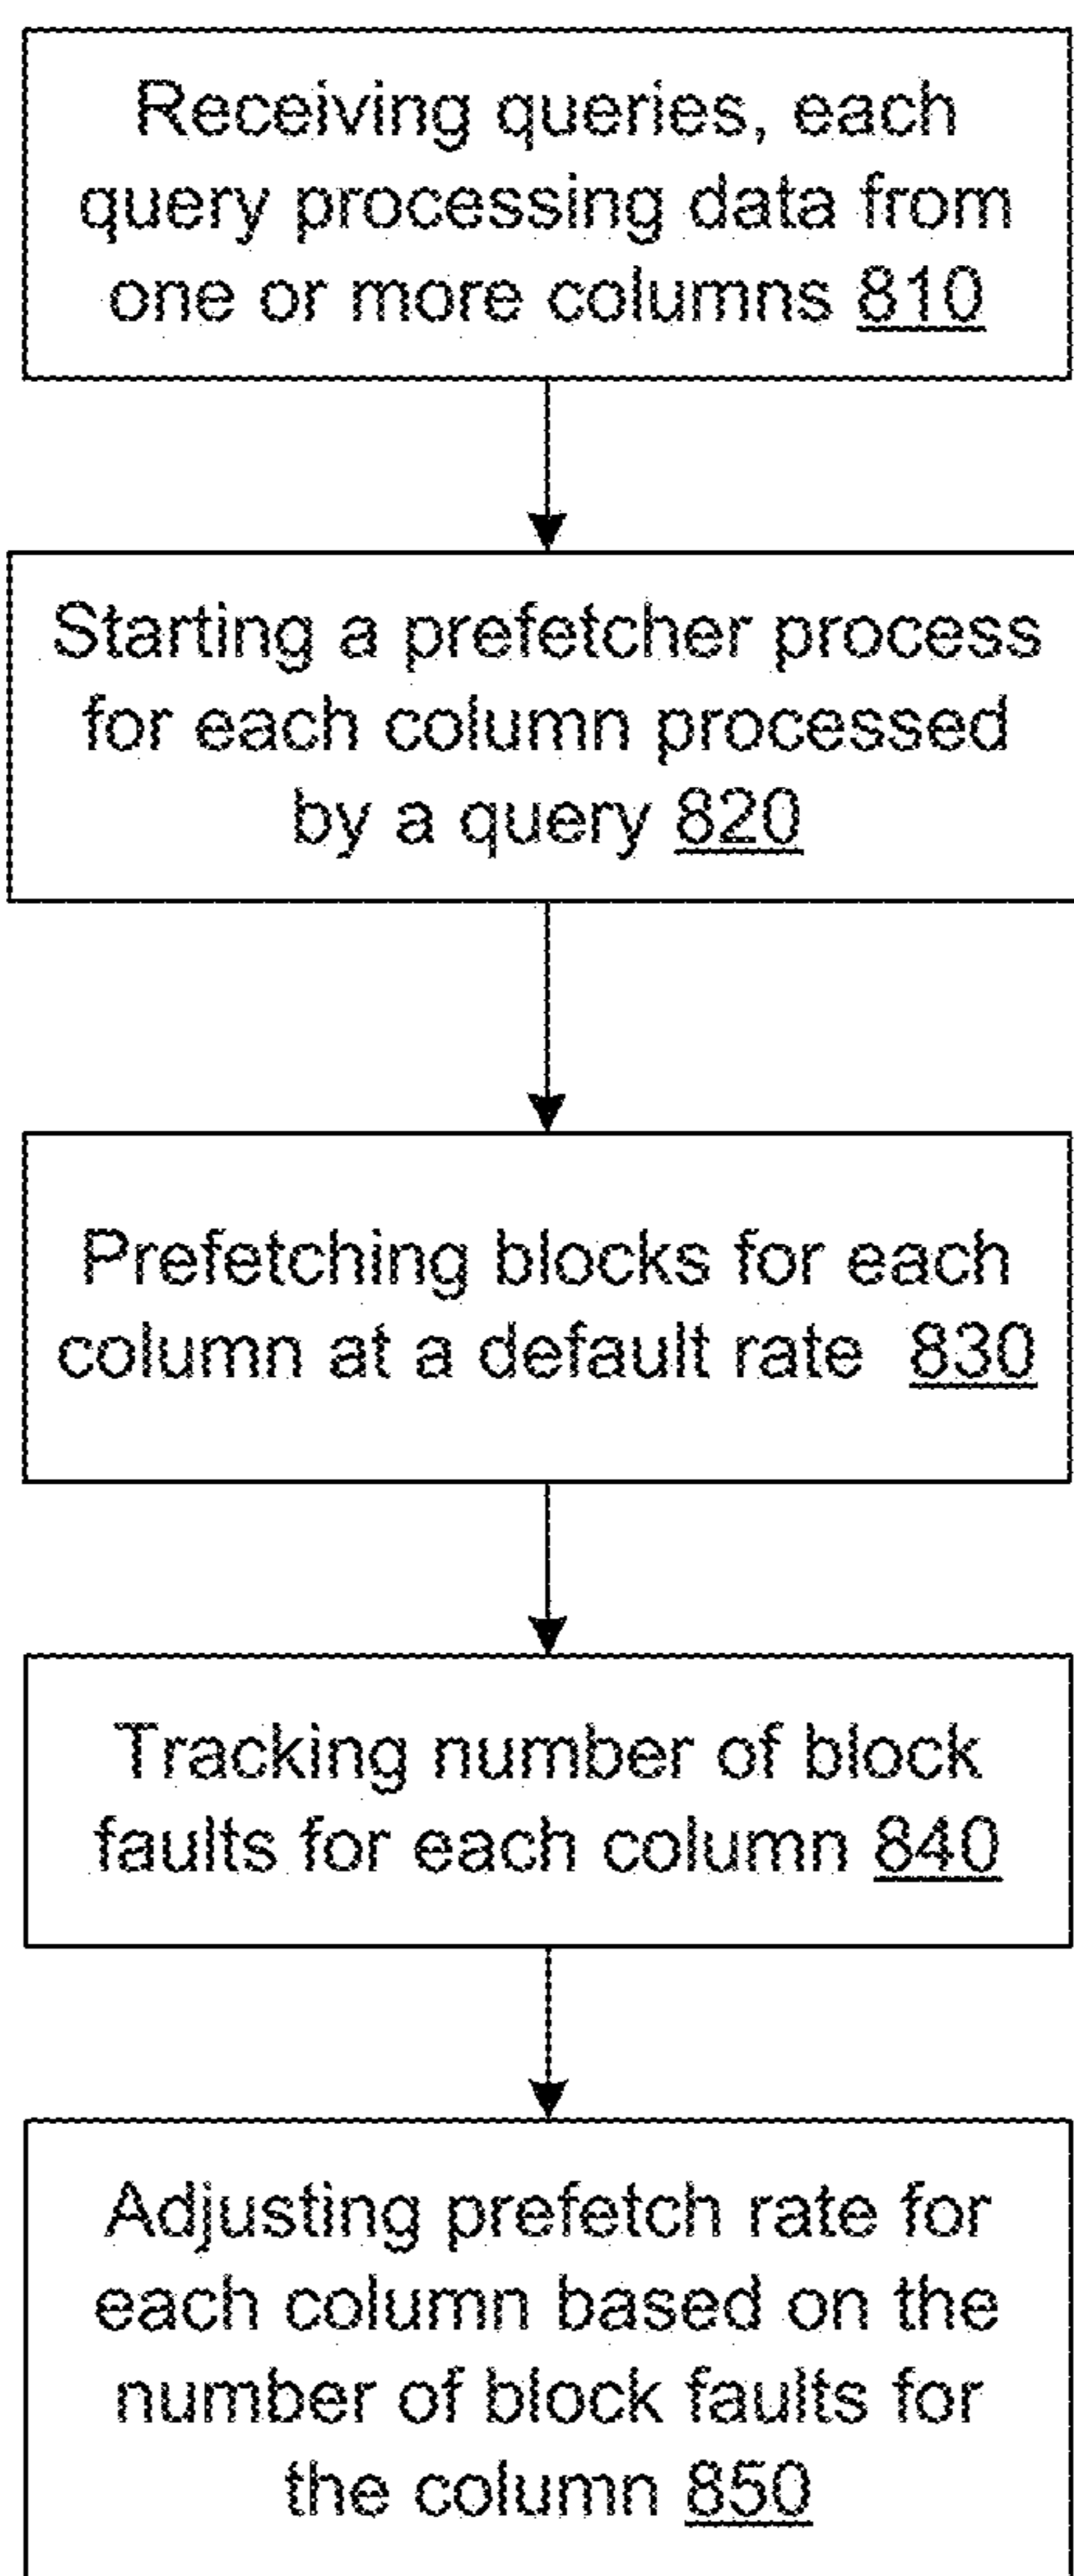 Receiving queries, each
query processing data from
one or more columns 810
Starting a prefetcher process
for each column processed
by a query 820
Prefetching blocks for each
column at a default rate 830
Tracking number of block
faults for each column 840
Adjusting prefetch rate for
each column based on the
number of block faults for
the column 850